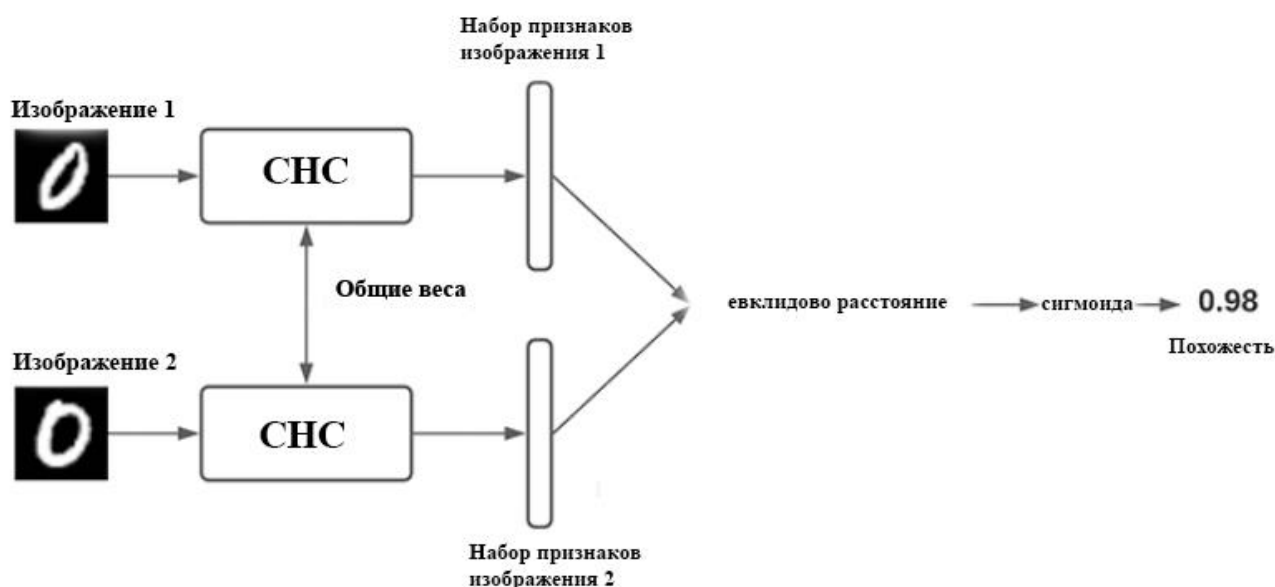 Набор признаков
изображения 1
Изображение 1
СНС
Общие веса
евклидово расстояние
сигмоида
0.98
Похожесть
Изображение 2
СНС
Набор признаков
изображения 2